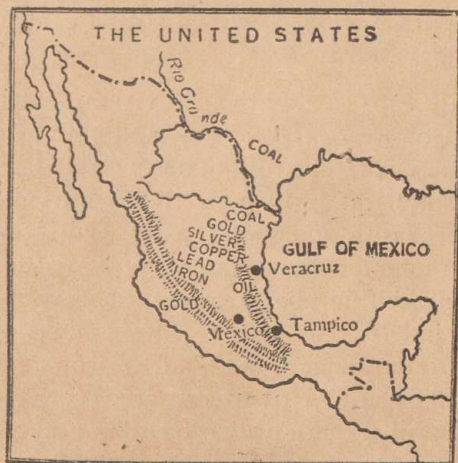 THE UNITED STATES
Rio Grande
COAL
COAL
GOLD
SILVER
COPPER
LEAD
IRON
GULF OF MEXICO
Veracruz
OIL
GOLD
Mexico
Tampico